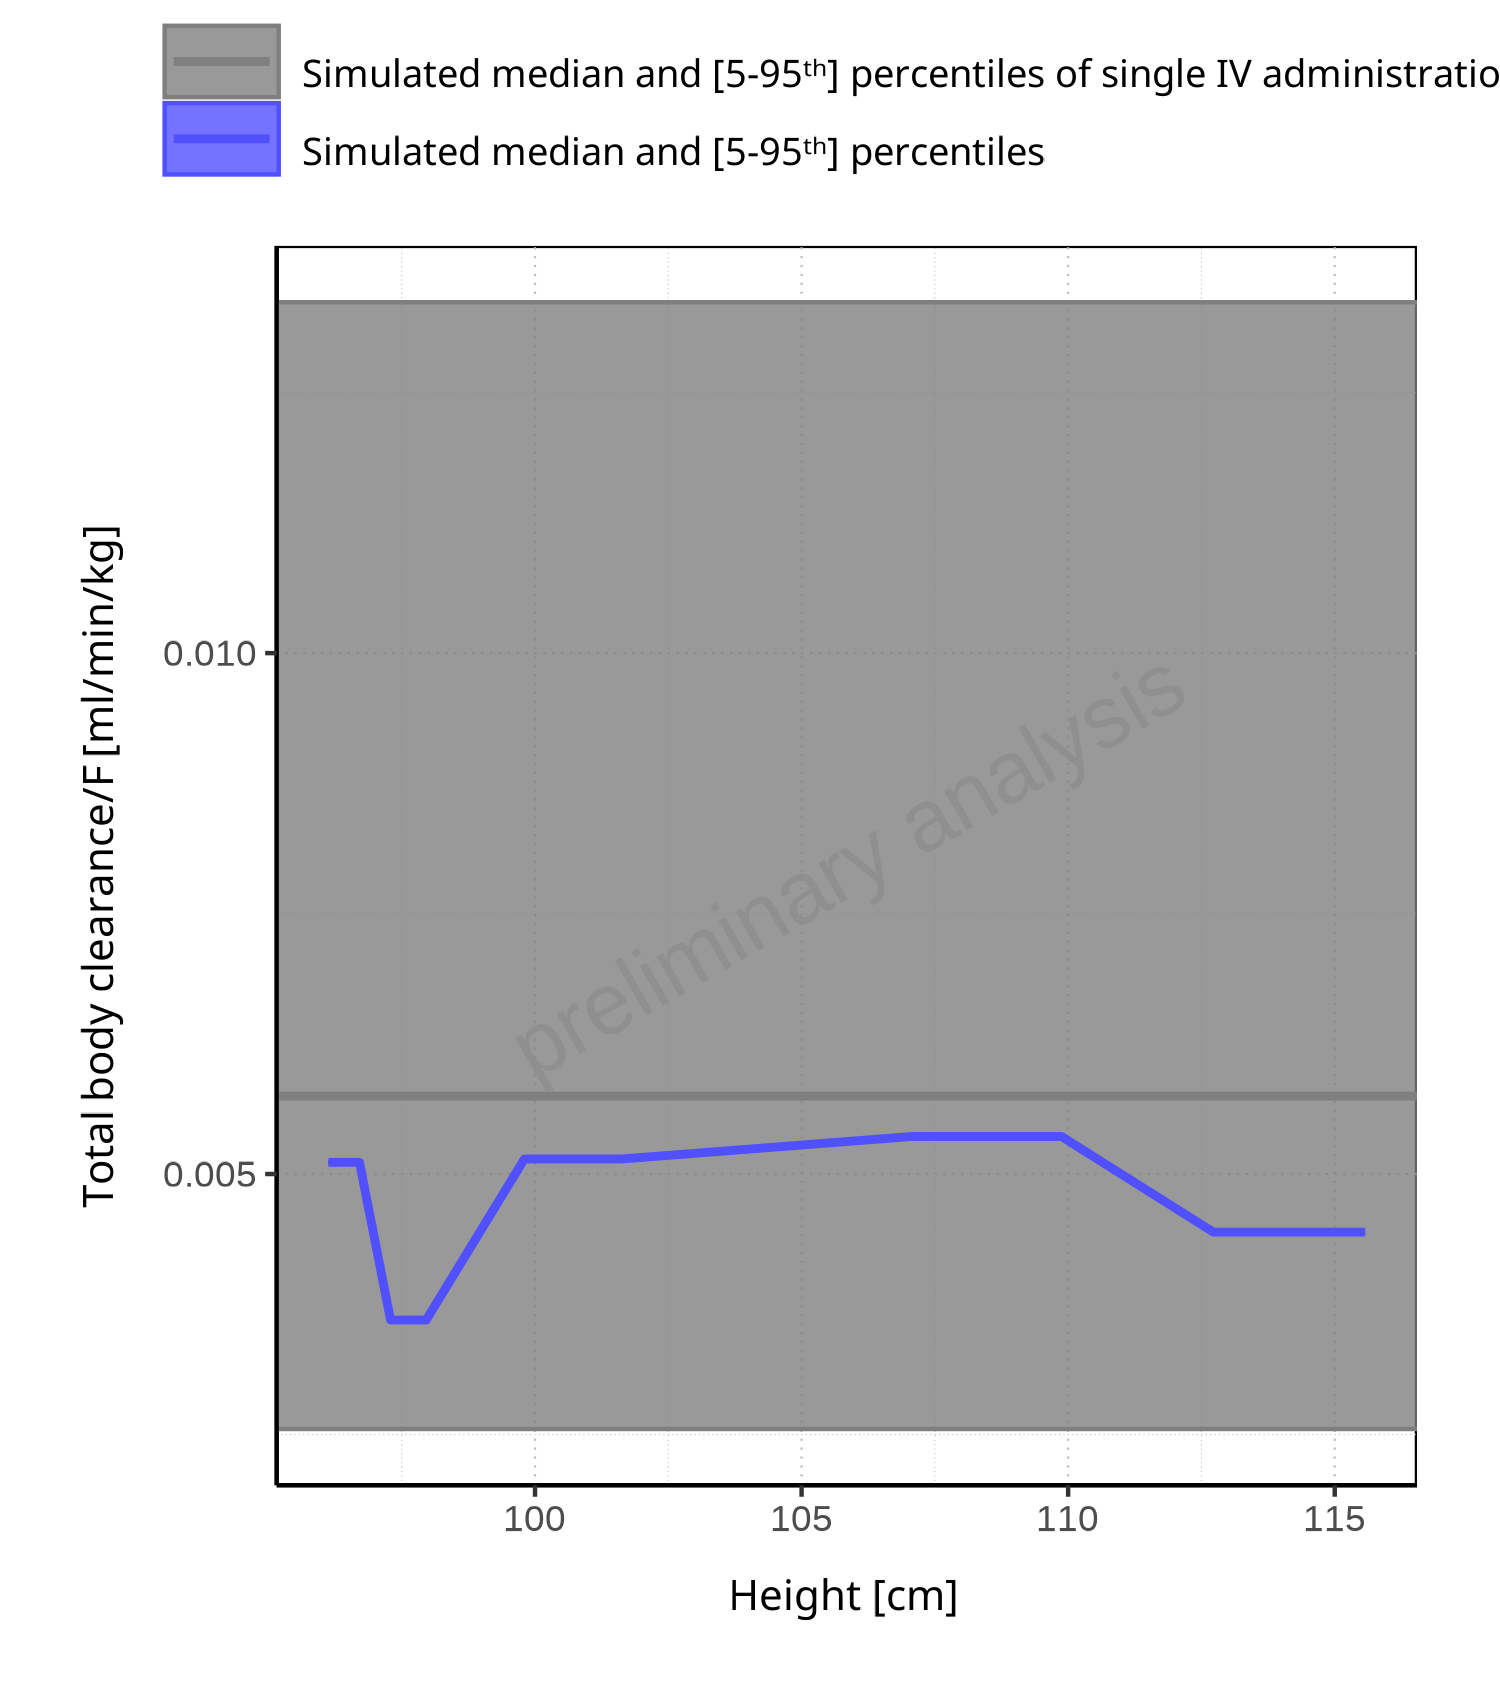 Simulated median and [5-95ᵗʰ] percentiles of single IV administratio
Simulated median and [5-95ᵗʰ] percentiles
Total body clearance/F [ml/min/kg]
0.010
0.005
preliminary analysis
100 105 110 115
Height [cm]